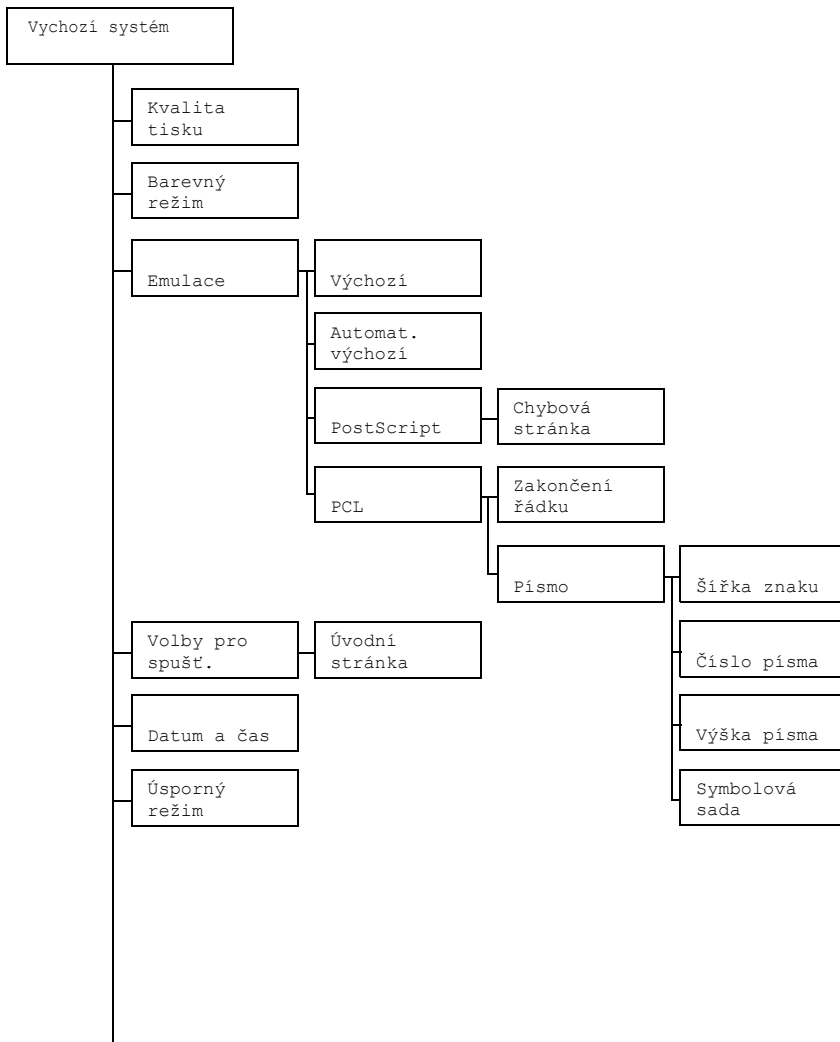 Vychozí systém
Kvalita
tisku
Barevný
režim
Emulace
Výchozí
Automat.
výchozí
PostScript
Chybová
stránka
PCL
Zakončení
řádku
Písmo
Šířka znaku
Číslo písma
Výška písma
Symbolová
sada
Volby pro
spušť.
Úvodní
stránka
Datum a čas
Úsporný
režim